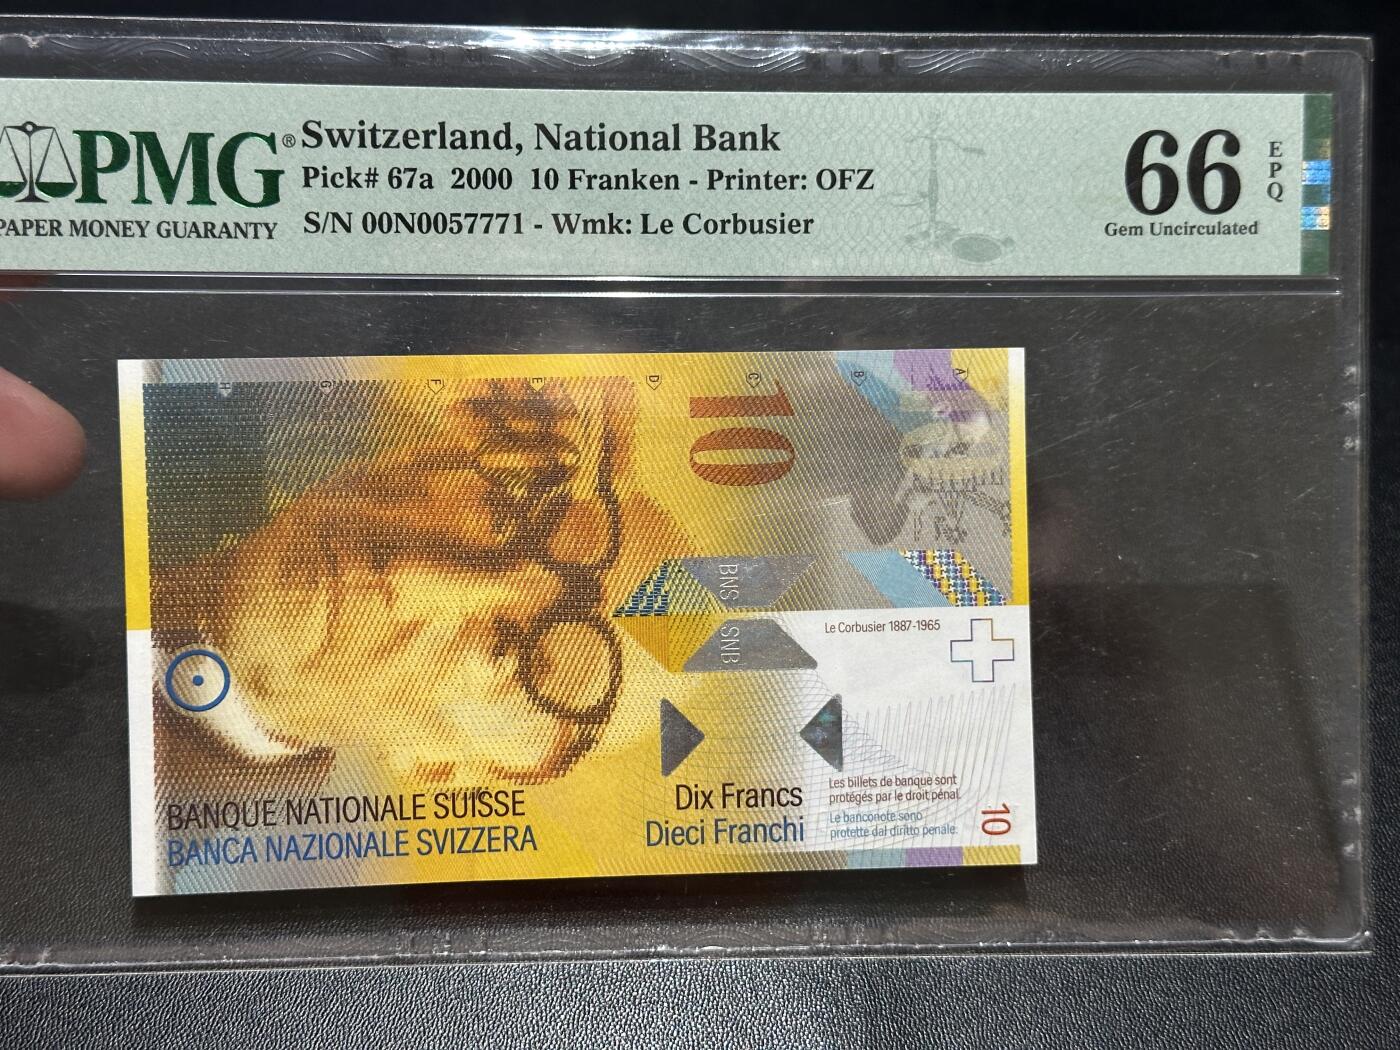 PMG®
PAPER MONEY GUARANTY
Switzerland, National Bank
Pick# 67a 2000 10 Franken - Printer: OFZ
S/N 00N0057771 - Wmk: Le Corbusier
66
EPQ
Gem Uncirculated
H G F E D C B A
10
BNS
SNB
Le Corbusier 1887-1965
BANQUE NATIONALE SUISSE
BANCA NAZIONALE SVIZZERA
Dix Francs
Dieci Franchi
Les billets de banque sont
protégés par le droit pénal.
Le banconote sono
protette dal diritto penale.
10